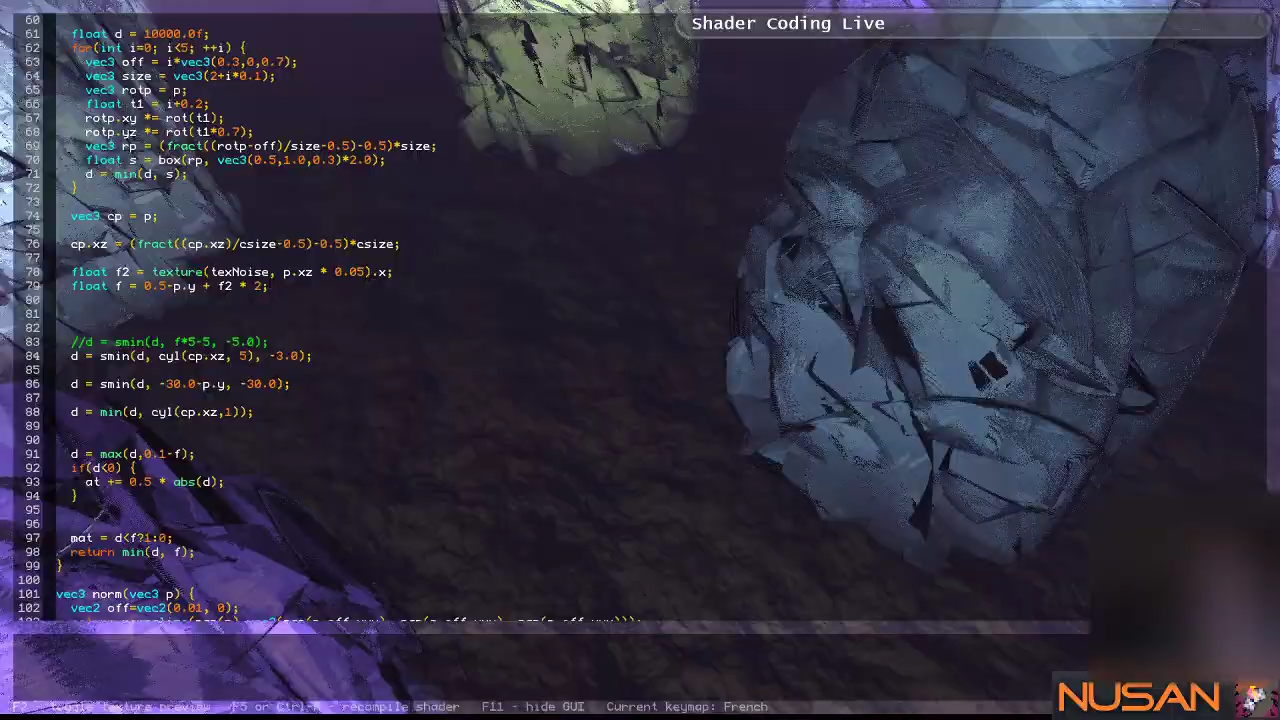 Shader Coding Live
60
61 float d = 10000.0f;
62 for(int i=0; i<5; ++i) {
63 vec3 off = i*vec3(0.3,0,0.7);
64 vec3 size = vec3(2+i*0.1);
65 vec3 rotp = p;
66 float t1 = i+0.2;
67 rotp.xy *= rot(t1);
68 rotp.yz *= rot(t1*0.7);
69 vec3 rp = (fract((rotp-off)/size-0.5)-0.5)*size;
70 float s = box(rp, vec3(0.5,1.0,0.3)*2.0);
71 d = min(d, s);
72 }
73
74 vec3 cp = p;
75
76 cp.xz = (fract((cp.xz)/csize-0.5)-0.5)*csize;
77
78 float f2 = texture(texNoise, p.xz * 0.05).x;
79 float f = 0.5-p.y + f2 * 2;
80
81
82
83 //d = smin(d, f*5-5, -5.0);
84 d = smin(d, cyl(cp.xz, 5), -3.0);
85
86 d = smin(d, -30.0-p.y, -30.0);
87
88 d = min(d, cyl(cp.xz,1));
89
90
91 d = max(d,0.1-f);
92 if(d<0) {
93 at += 0.5 * abs(d);
94 }
95
96
97 mat = d<f?1:0;
98 return min(d, f);
99 }
100
101 vec3 norm(vec3 p) {
102 vec2 off=vec2(0.01, 0);
F5 or Ctrl- - recompile shader F11 - hide GUI Current keymap: French
NUSAN